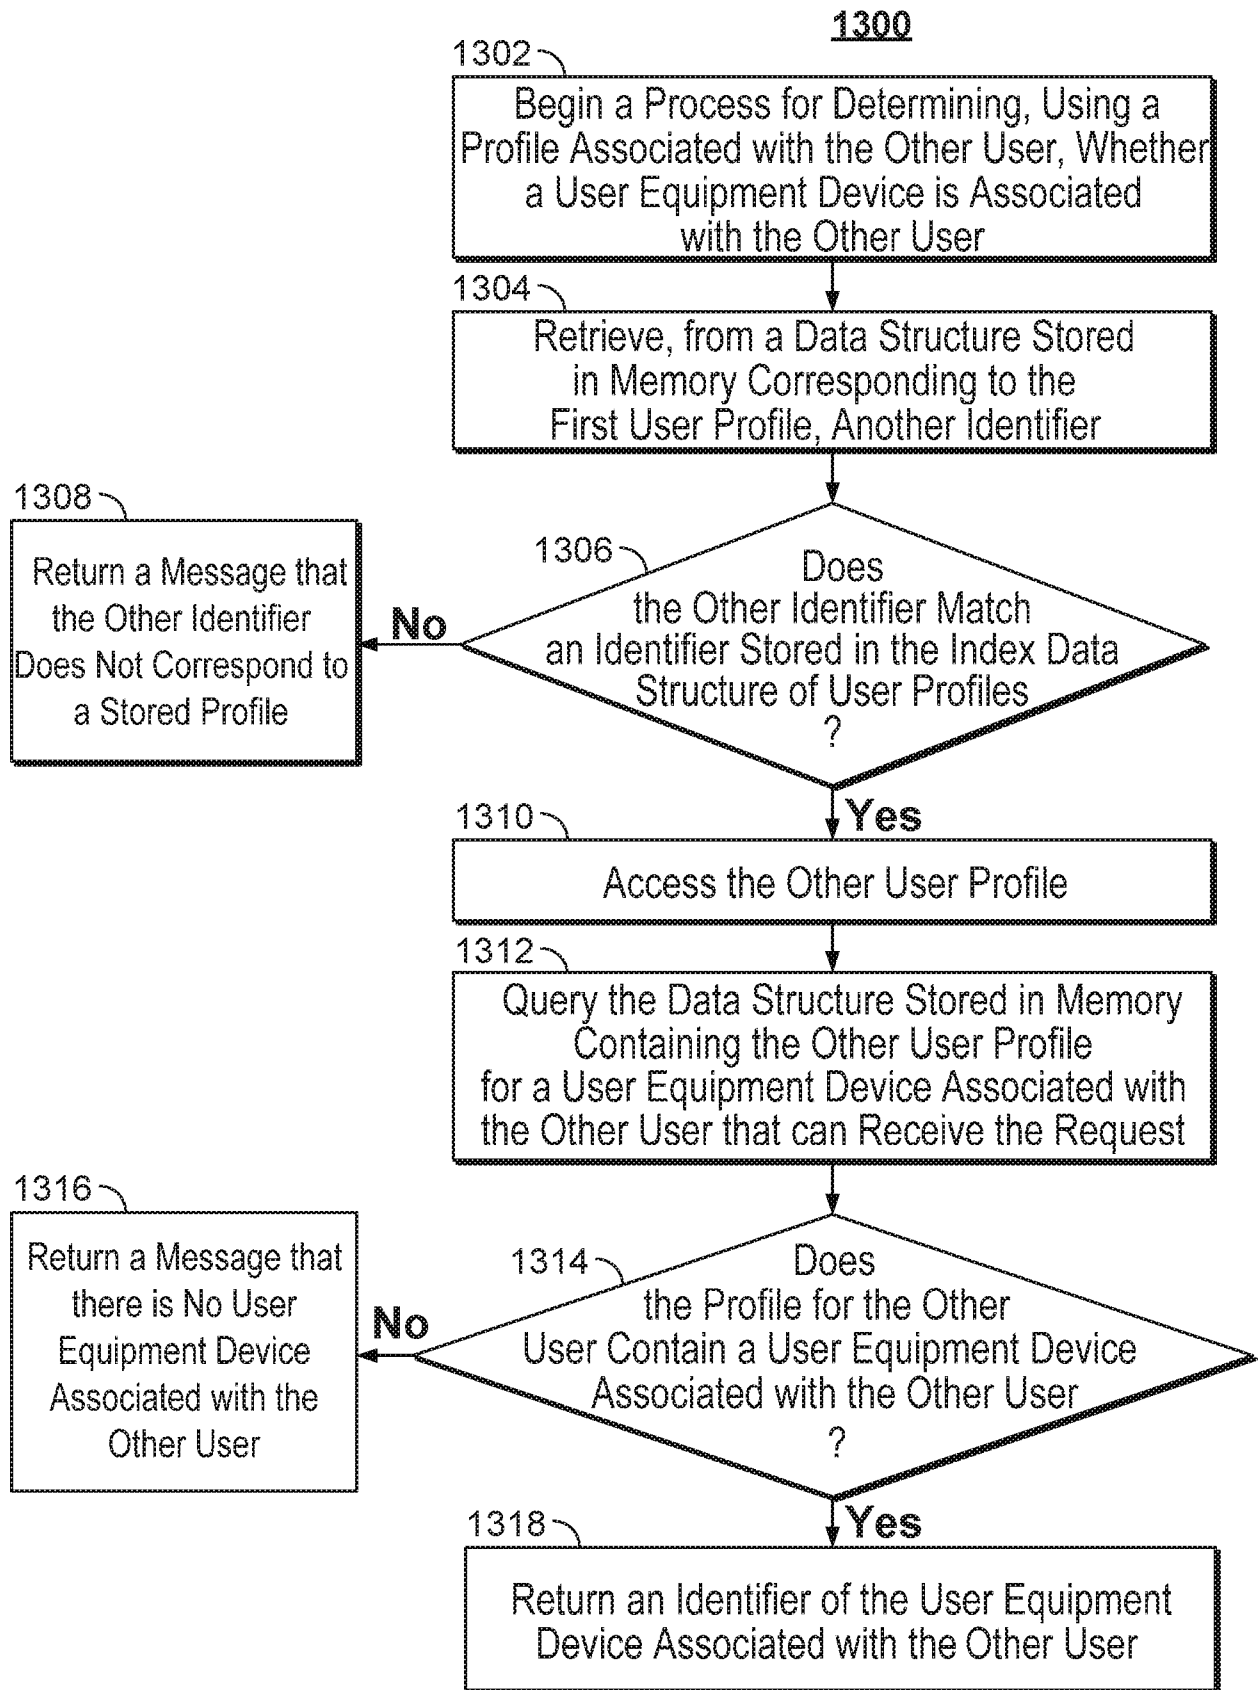 1300
1302
Begin a Process for Determining, Using a
Profile Associated with the Other User, Whether
a User Equipment Device is Associated
with the Other User
1304
Retrieve, from a Data Structure Stored
in Memory Corresponding to the
First User Profile, Another Identifier
1306
Does
the Other Identifier Match
an Identifier Stored in the Index Data
Structure of User Profiles
?
No
1308
Return a Message that
the Other Identifier
Does Not Correspond to
a Stored Profile
Yes
1310
Access the Other User Profile
1312
Query the Data Structure Stored in Memory
Containing the Other User Profile
for a User Equipment Device Associated with
the Other User that can Receive the Request
1314
Does
the Profile for the Other
User Contain a User Equipment Device
Associated with the Other User
?
No
1316
Return a Message that
there is No User
Equipment Device
Associated with the
Other User
Yes
1318
Return an Identifier of the User Equipment
Device Associated with the Other User